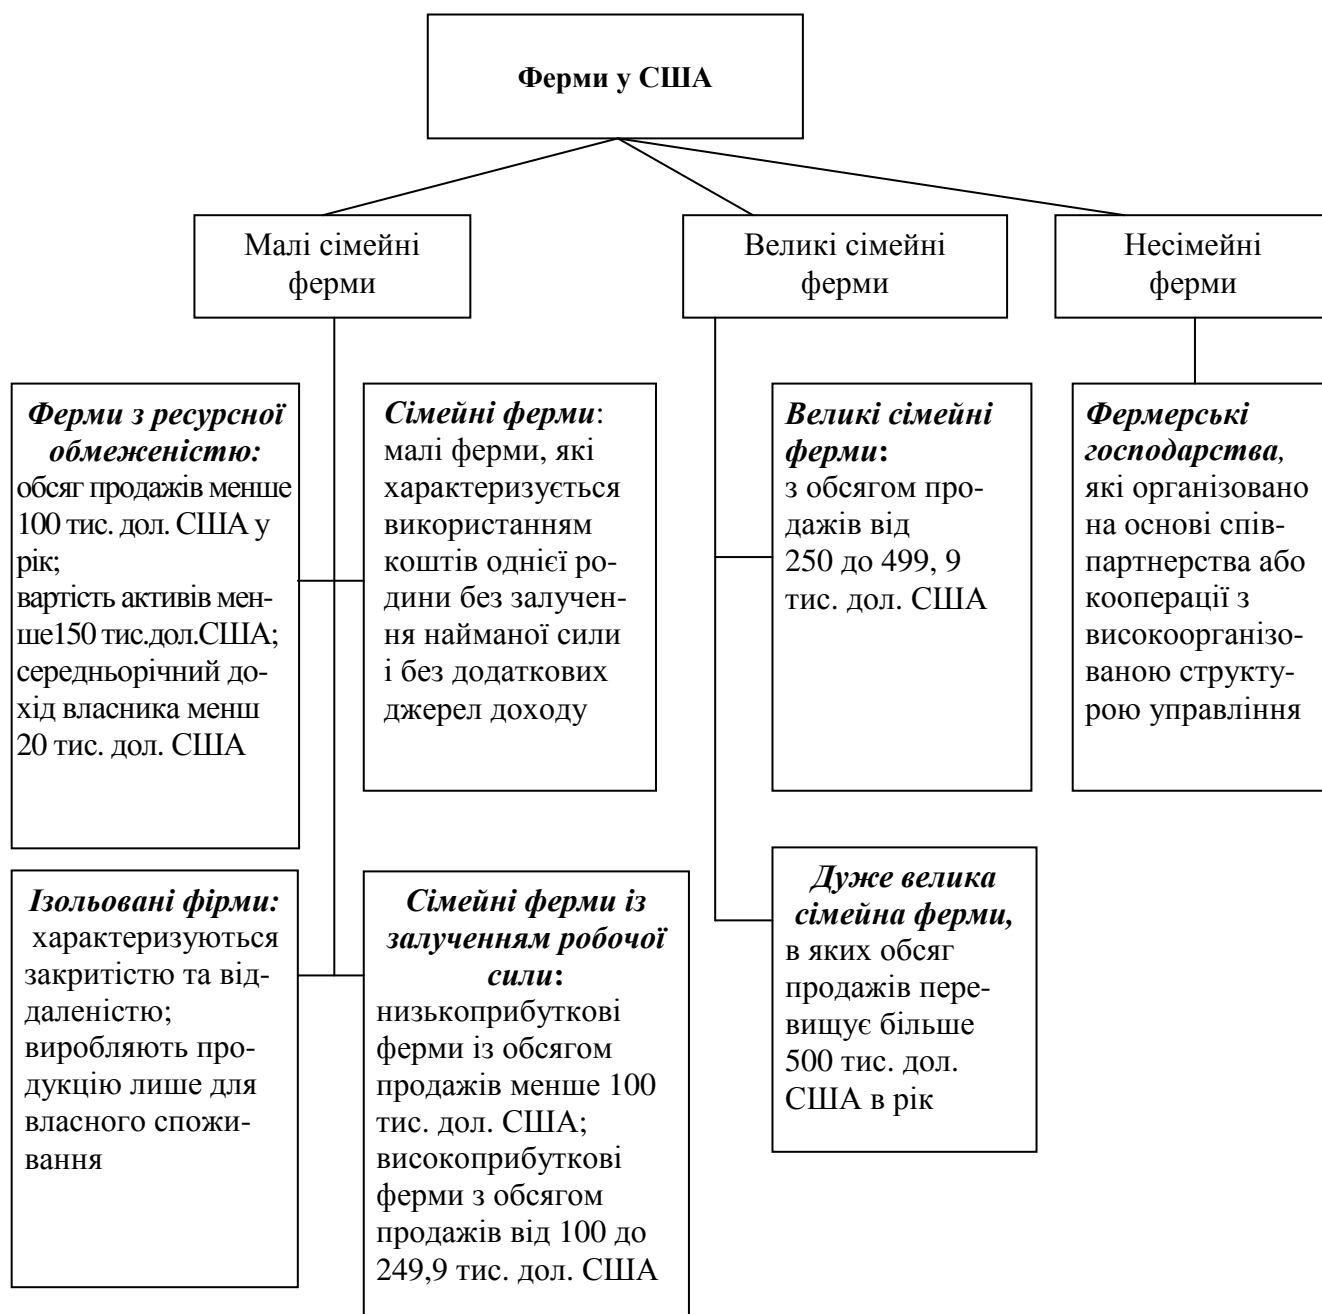 Ферми у США
Малі сімейні
ферми
Великі сімейні
ферми
Несімейні
ферми
Ферми з ресурсної
обмеженістю:
обсяг продажів менше
100 тис. дол. США у
рік;
вартість активів мен-
ше150 тис.дол.США;
середньорічний до-
хід власника менш
20 тис. дол. США
Сімейні ферми:
малі ферми, які
характеризується
використанням
коштів однієї ро-
дини без залучен-
ня найманої сили
і без додаткових
джерел доходу
Великі сімейні
ферми:
з обсягом про-
дажів від
250 до 499, 9
тис. дол. США
Фермерські
господарства,
які організовано
на основі спів-
партнерства або
кооперації з
високоорганізо-
ваною структу-
рою управління
Ізольовані фірми:
характеризуються
закритістю та від-
даленістю;
виробляють про-
дукцію лише для
власного спожи-
вання
Сімейні ферми із
залученням робочої
сили:
низькоприбуткові
ферми із обсягом
продажів менше 100
тис. дол. США;
високоприбуткові
ферми з обсягом
продажів від 100 до
249,9 тис. дол. США
Дуже велика
сімейна ферми,
в яких обсяг
продажів пере-
вищує більше
500 тис. дол.
США в рік